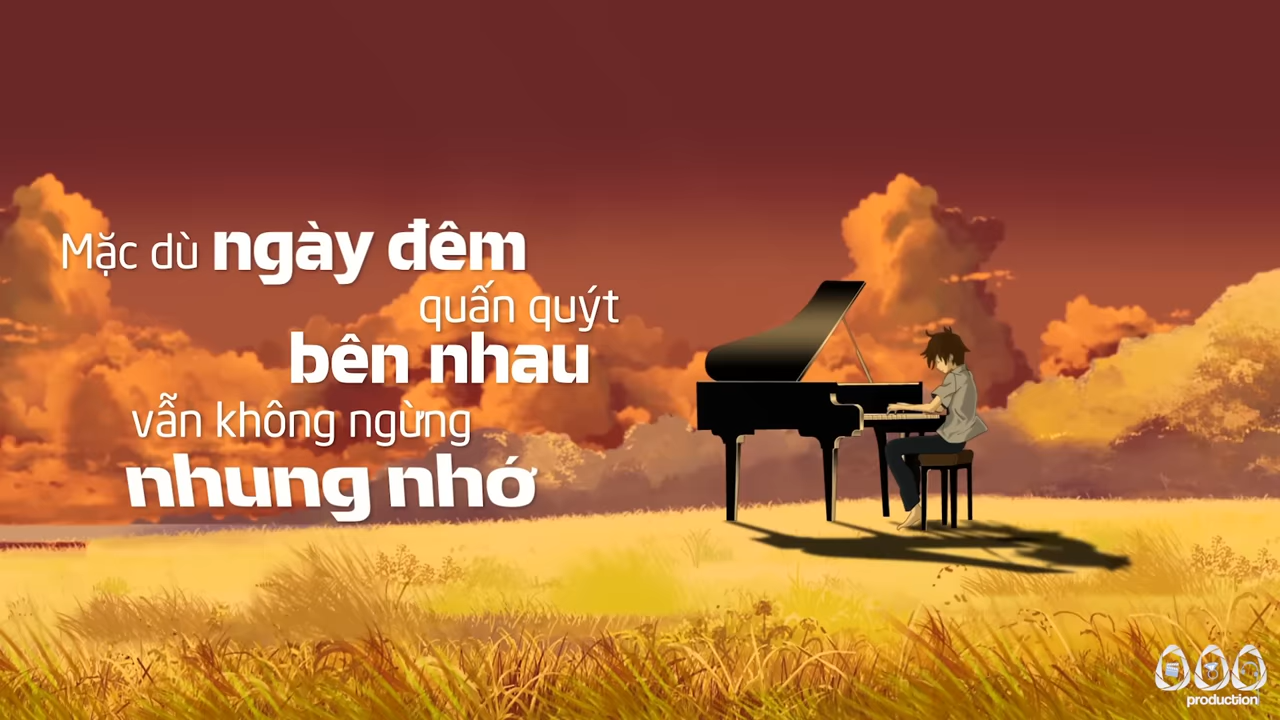 Mặc dù ngày đêm
quấn quýt
bên nhau
vẫn không ngừng
nhung nhớ
production